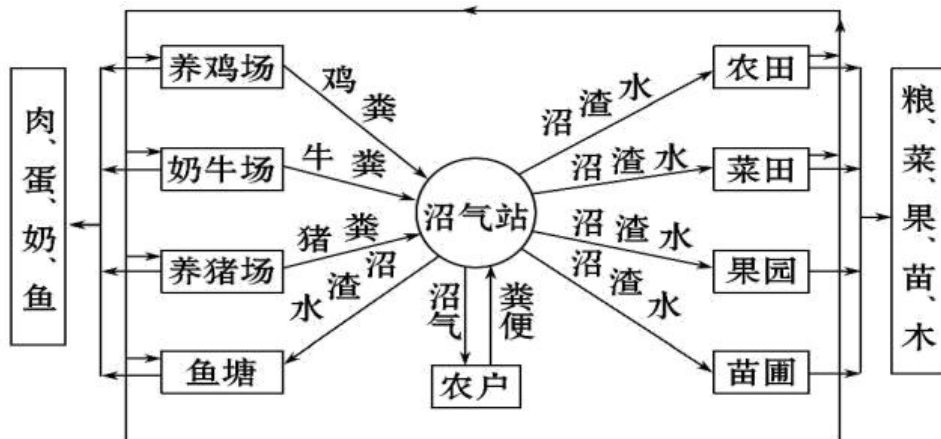 肉、蛋、奶、鱼
养鸡场
奶牛场
养猪场
鱼塘
鸡粪
牛粪
猪粪
沼渣水
沼气站
沼气
粪便
农户
沼渣水
沼渣水
沼渣水
沼渣水
农田
菜田
果园
苗圃
粮、菜、果、苗、木